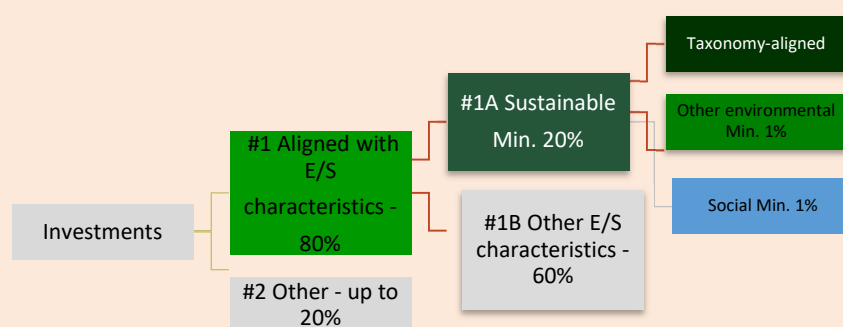 Investments
#1 Aligned with
E/S
characteristics -
80%
#2 Other - up to
20%
#1A Sustainable
Min. 20%
#1B Other E/S
characteristics -
60%
Taxonomy-aligned
Other environmental
Min. 1%
Social Min. 1%